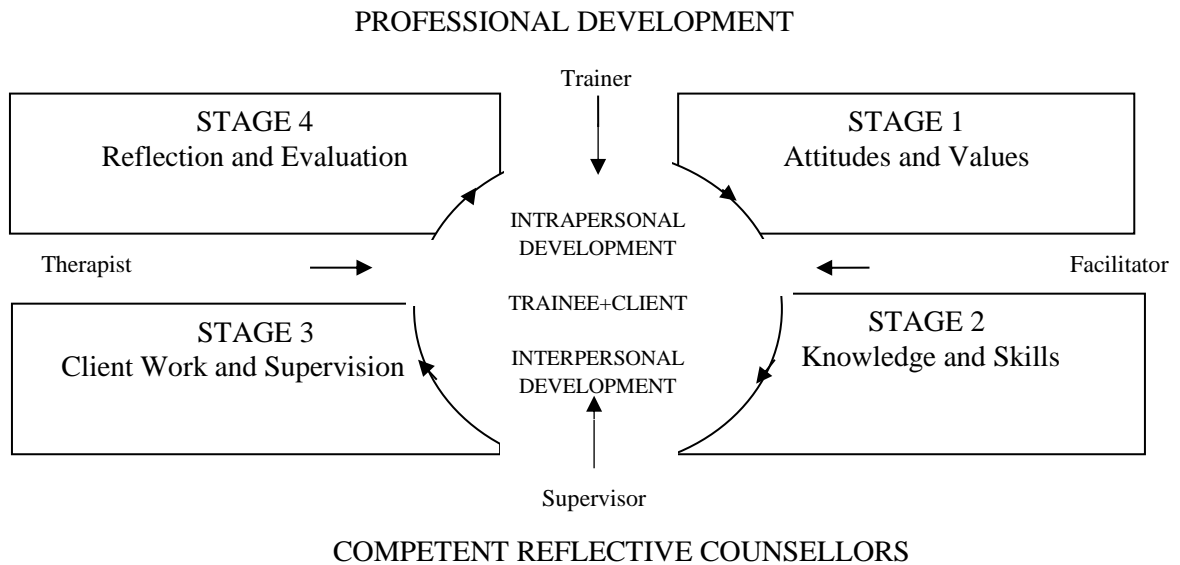 PROFESSIONAL DEVELOPMENT
Trainer
STAGE 4
Reflection and Evaluation
STAGE 1
Attitudes and Values
INTRAPERSONAL
DEVELOPMENT
Therapist
Facilitator
TRAINEE+CLIENT
STAGE 3
Client Work and Supervision
STAGE 2
Knowledge and Skills
INTERPERSONAL
DEVELOPMENT
Supervisor
COMPETENT REFLECTIVE COUNSELLORS